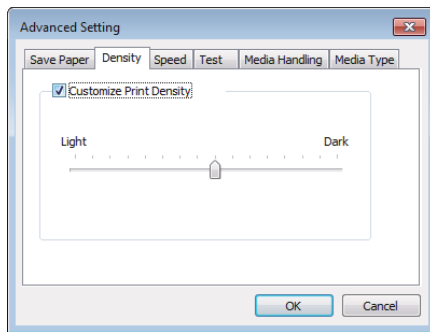 Advanced Setting
Save Paper Density Speed Test Media Handling Media Type
Customize Print Density
Light Dark
OK Cancel